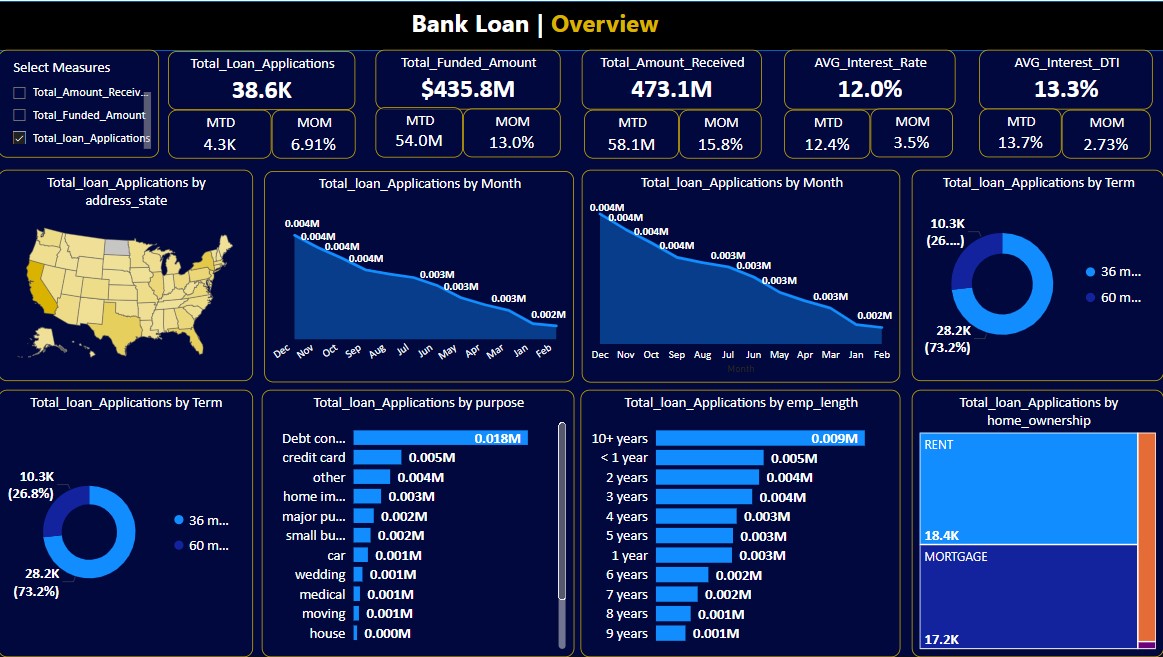 Bank Loan | Overview
Select Measures
Total_Amount_Receiv...
Total_Funded_Amount
Total_loan_Applications
Total_Loan_Applications
38.6K
MTD
4.3K
MOM
6.91%
Total_Funded_Amount
$435.8M
MTD
54.0M
MOM
13.0%
Total_Amount_Received
473.1M
MTD
58.1M
MOM
15.8%
AVG_Interest_Rate
12.0%
MTD
12.4%
MOM
3.5%
AVG_Interest_DTI
13.3%
MTD
13.7%
MOM
2.73%
Total_loan_Applications by
address_state
Total_loan_Applications by Month
0.004M
0.004M
0.004M
0.004M
0.003M
0.003M
0.003M
0.002M
Dec
Nov
Oct
Sep
Aug
Jul
Jun
May
Apr
Mar
Jan
Feb
Total_loan_Applications by Month
0.004M
0.004M
0.004M
0.004M
0.003M
0.003M
0.003M
0.003M
0.002M
Dec
Nov
Oct
Sep
Aug
Jul
Jun
May
Apr
Mar
Jan
Feb
Month
Total_loan_Applications by Term
10.3K
(26....)
28.2K
(73.2%)
36 m...
60 m...
Total_loan_Applications by Term
10.3K
(26.8%)
28.2K
(73.2%)
36 m...
60 m...
Total_loan_Applications by purpose
Debt con... 0.018M
credit card 0.005M
other 0.004M
home im... 0.003M
major pu... 0.002M
small bu... 0.002M
car 0.001M
wedding 0.001M
medical 0.001M
moving 0.001M
house 0.000M
Total_loan_Applications by emp_length
10+ years 0.009M
< 1 year 0.005M
2 years 0.004M
3 years 0.004M
4 years 0.003M
5 years 0.003M
1 year 0.003M
6 years 0.002M
7 years 0.002M
8 years 0.001M
9 years 0.001M
Total_loan_Applications by
home_ownership
RENT
18.4K
MORTGAGE
17.2K